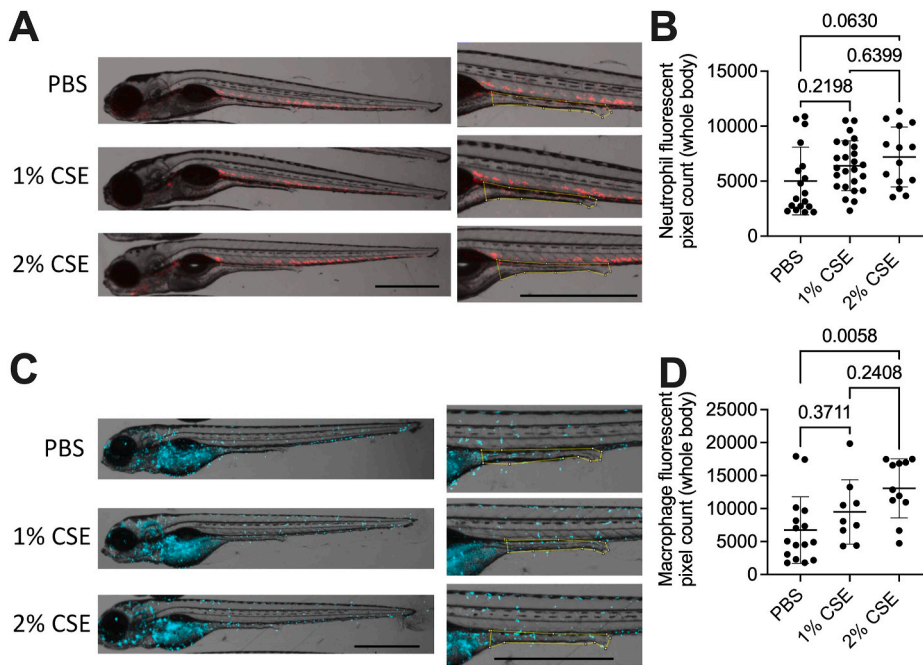 A
PBS
1% CSE
2% CSE
B
0.0630
0.6399
0.2198
Neutrophil fluorescent
pixel count (whole body)
15000
10000
5000
0
PBS
1% CSE
2% CSE
C
PBS
1% CSE
2% CSE
D
0.0058
0.2408
0.3711
Macrophage fluorescent
pixel count (whole body)
25000
20000
15000
10000
5000
0
PBS
1% CSE
2% CSE